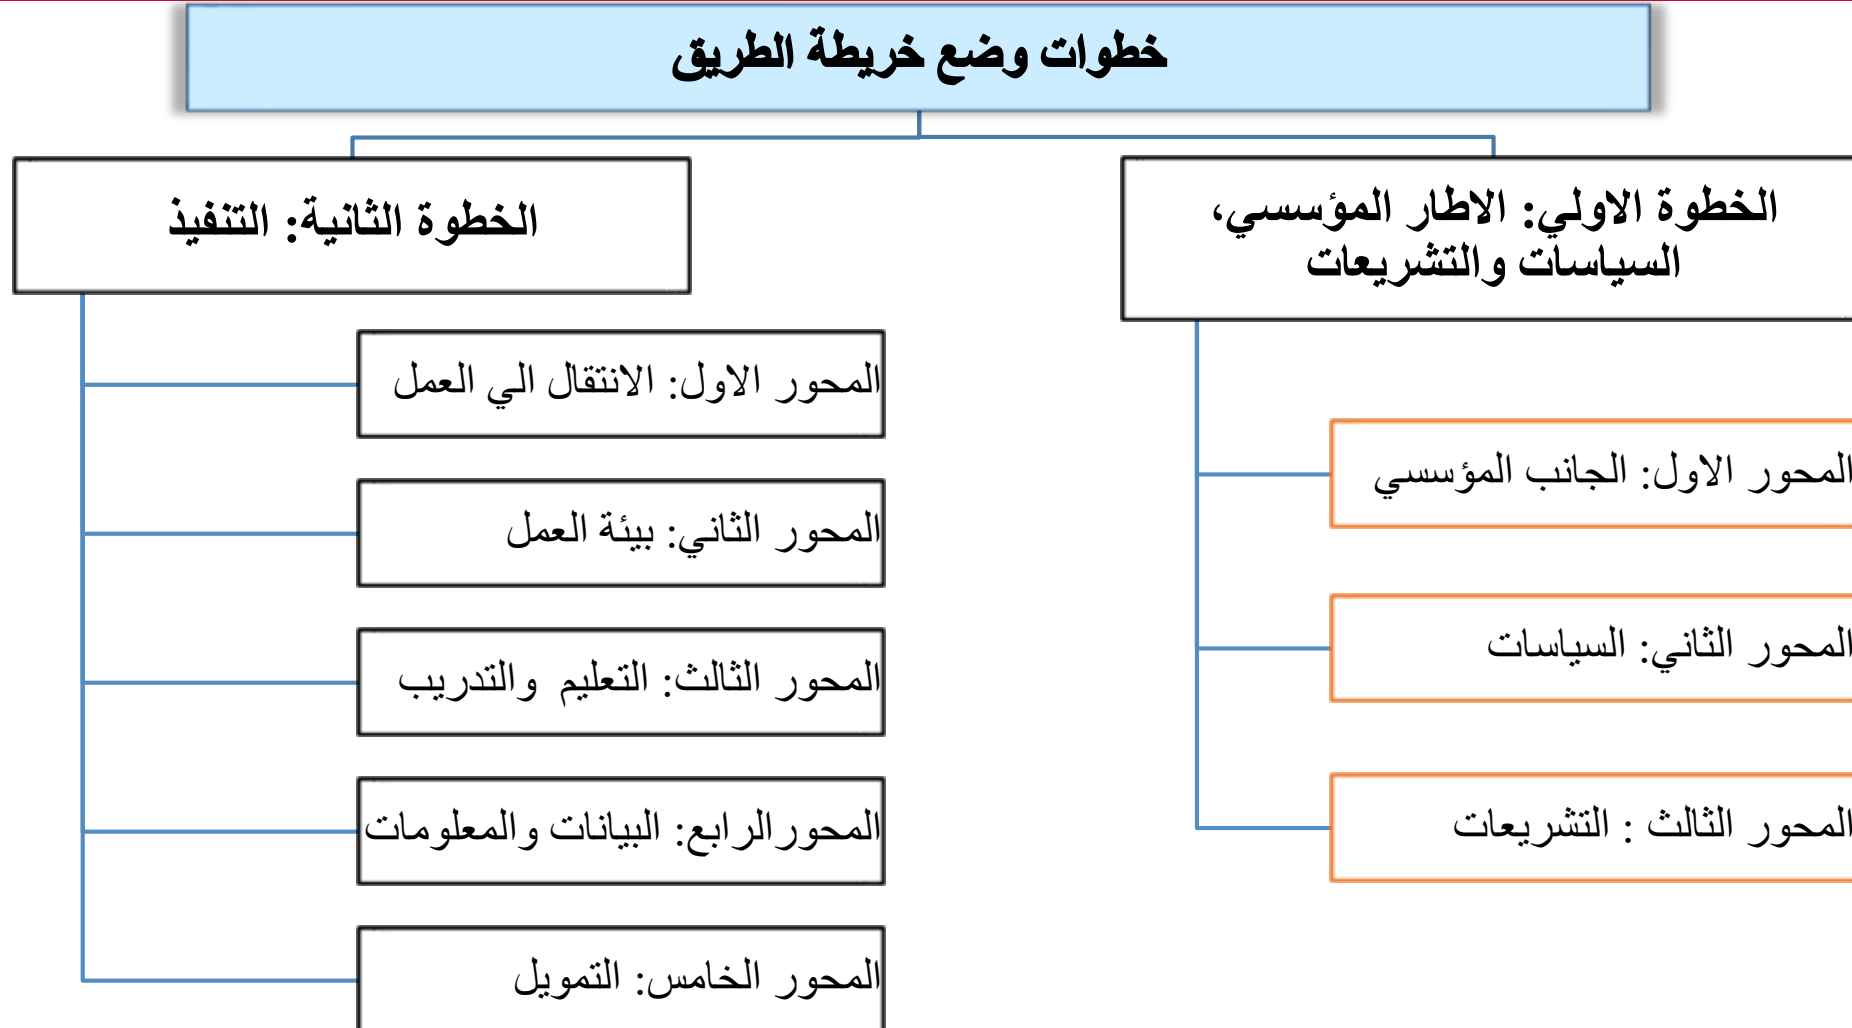 خطوات وضع خريطة الطريق
الخطوة الاولي: الاطار المؤسسي،
السياسات والتشريعات
المحور الاول: الجانب المؤسسي
المحور الثاني: السياسات
المحور الثالث : التشريعات
الخطوة الثانية: التنفيذ
المحور الاول: الانتقال الي العمل
المحور الثاني: بيئة العمل
المحور الثالث: التعليم والتدريب
المحورالرابع: البيانات والمعلومات
المحور الخامس: التمويل